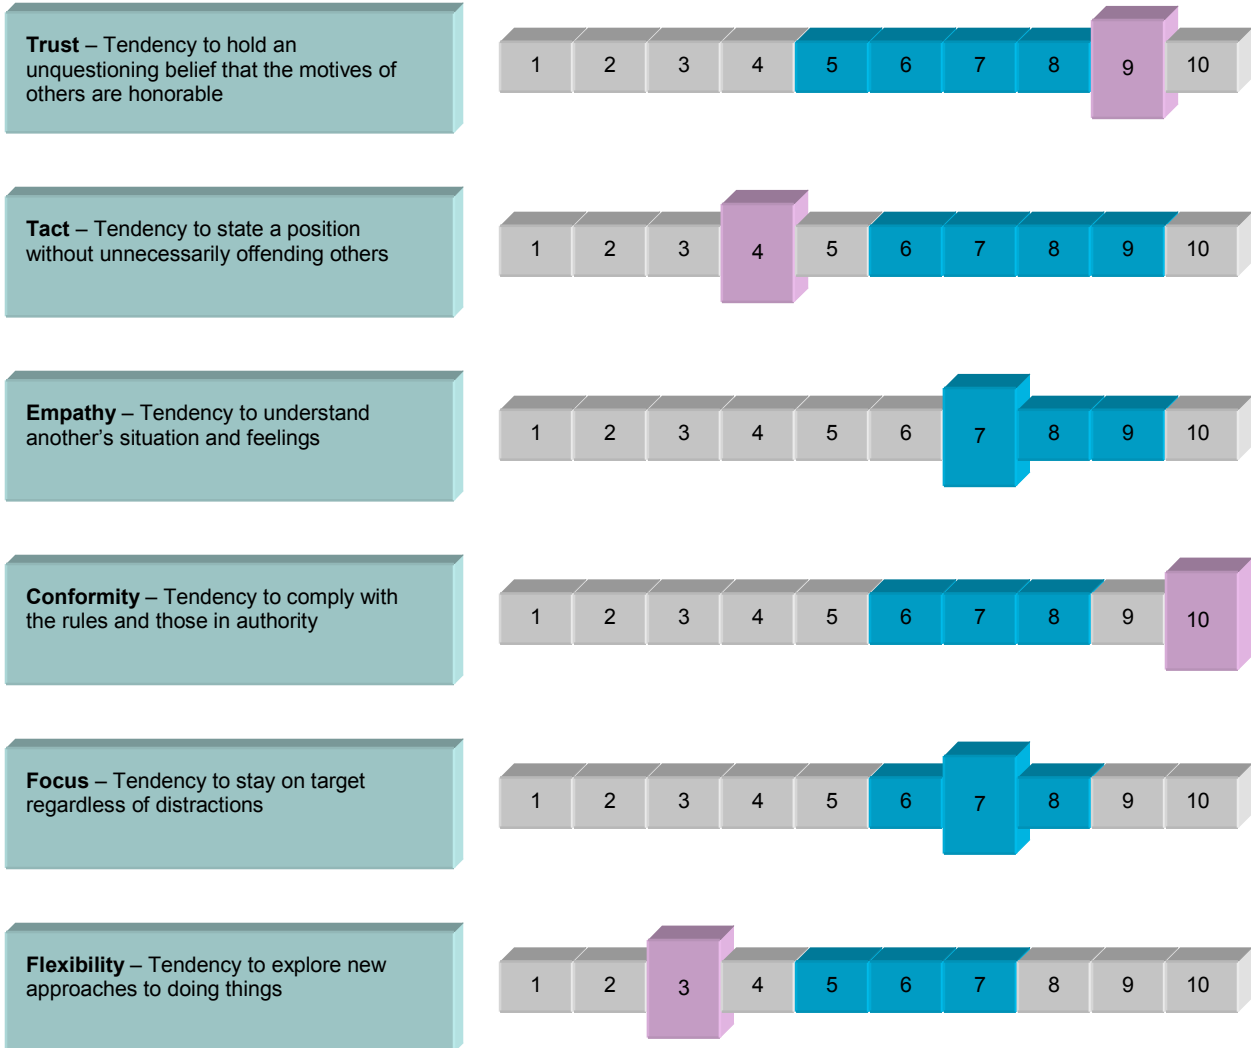 Trust – Tendency to hold an
unquestioning belief that the motives of
others are honorable
1 2 3 4 5 6 7 8 9 10
Tact – Tendency to state a position
without unnecessarily offending others
1 2 3 4 5 6 7 8 9 10
Empathy – Tendency to understand
another’s situation and feelings
1 2 3 4 5 6 7 8 9 10
Conformity – Tendency to comply with
the rules and those in authority
1 2 3 4 5 6 7 8 9 10
Focus – Tendency to stay on target
regardless of distractions
1 2 3 4 5 6 7 8 9 10
Flexibility – Tendency to explore new
approaches to doing things
1 2 3 4 5 6 7 8 9 10